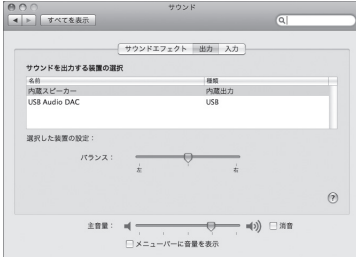 サウンド
すべてを表示
サウンドエフェクト 出力 入力
サウンドを出力する装置の選択
名前 種類
内蔵スピーカー 内蔵出力
USB Audio DAC USB
選択した装置の設定：
バランス：
左 右
?
主音量： 消音
メニューバーに音量を表示